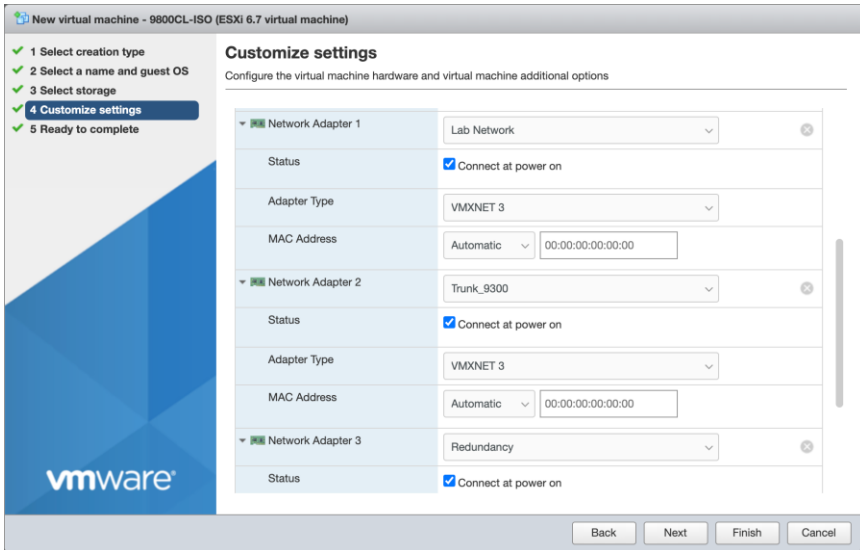 New virtual machine - 9800CL-ISO (ESXi 6.7 virtual machine)
1 Select creation type
2 Select a name and guest OS
3 Select storage
4 Customize settings
5 Ready to complete
Customize settings
Configure the virtual machine hardware and virtual machine additional options
Network Adapter 1 Lab Network
Status Connect at power on
Adapter Type VMXNET 3
MAC Address Automatic 00:00:00:00:00:00
Network Adapter 2 Trunk_9300
Status Connect at power on
Adapter Type VMXNET 3
MAC Address Automatic 00:00:00:00:00:00
Network Adapter 3 Redundancy
Status Connect at power on
vmware®
Back Next Finish Cancel